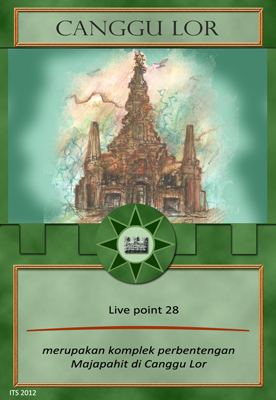 CANGGU LOR
Live point 28
merupakan komplek perbentengan
Majapahit di Canggu Lor
ITS 2012